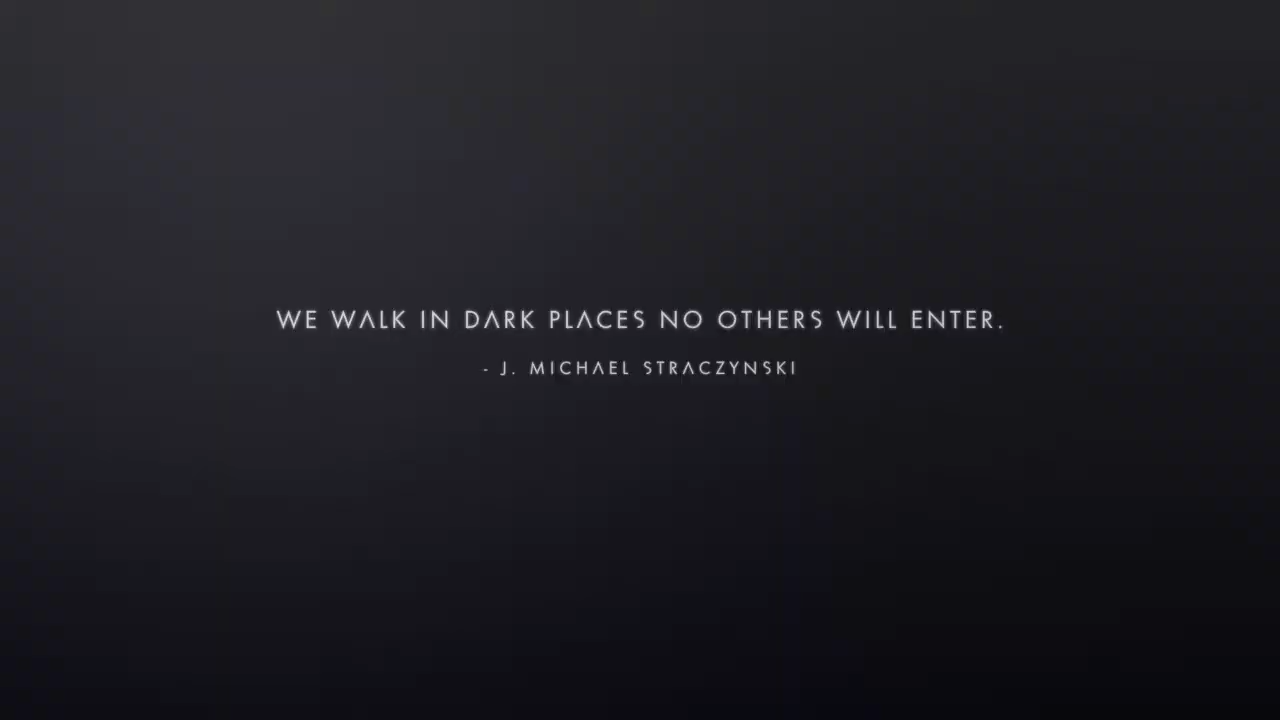 WE WALK IN DARK PLACES NO OTHERS WILL ENTER.
- J. MICHAEL STRACZYNSKI